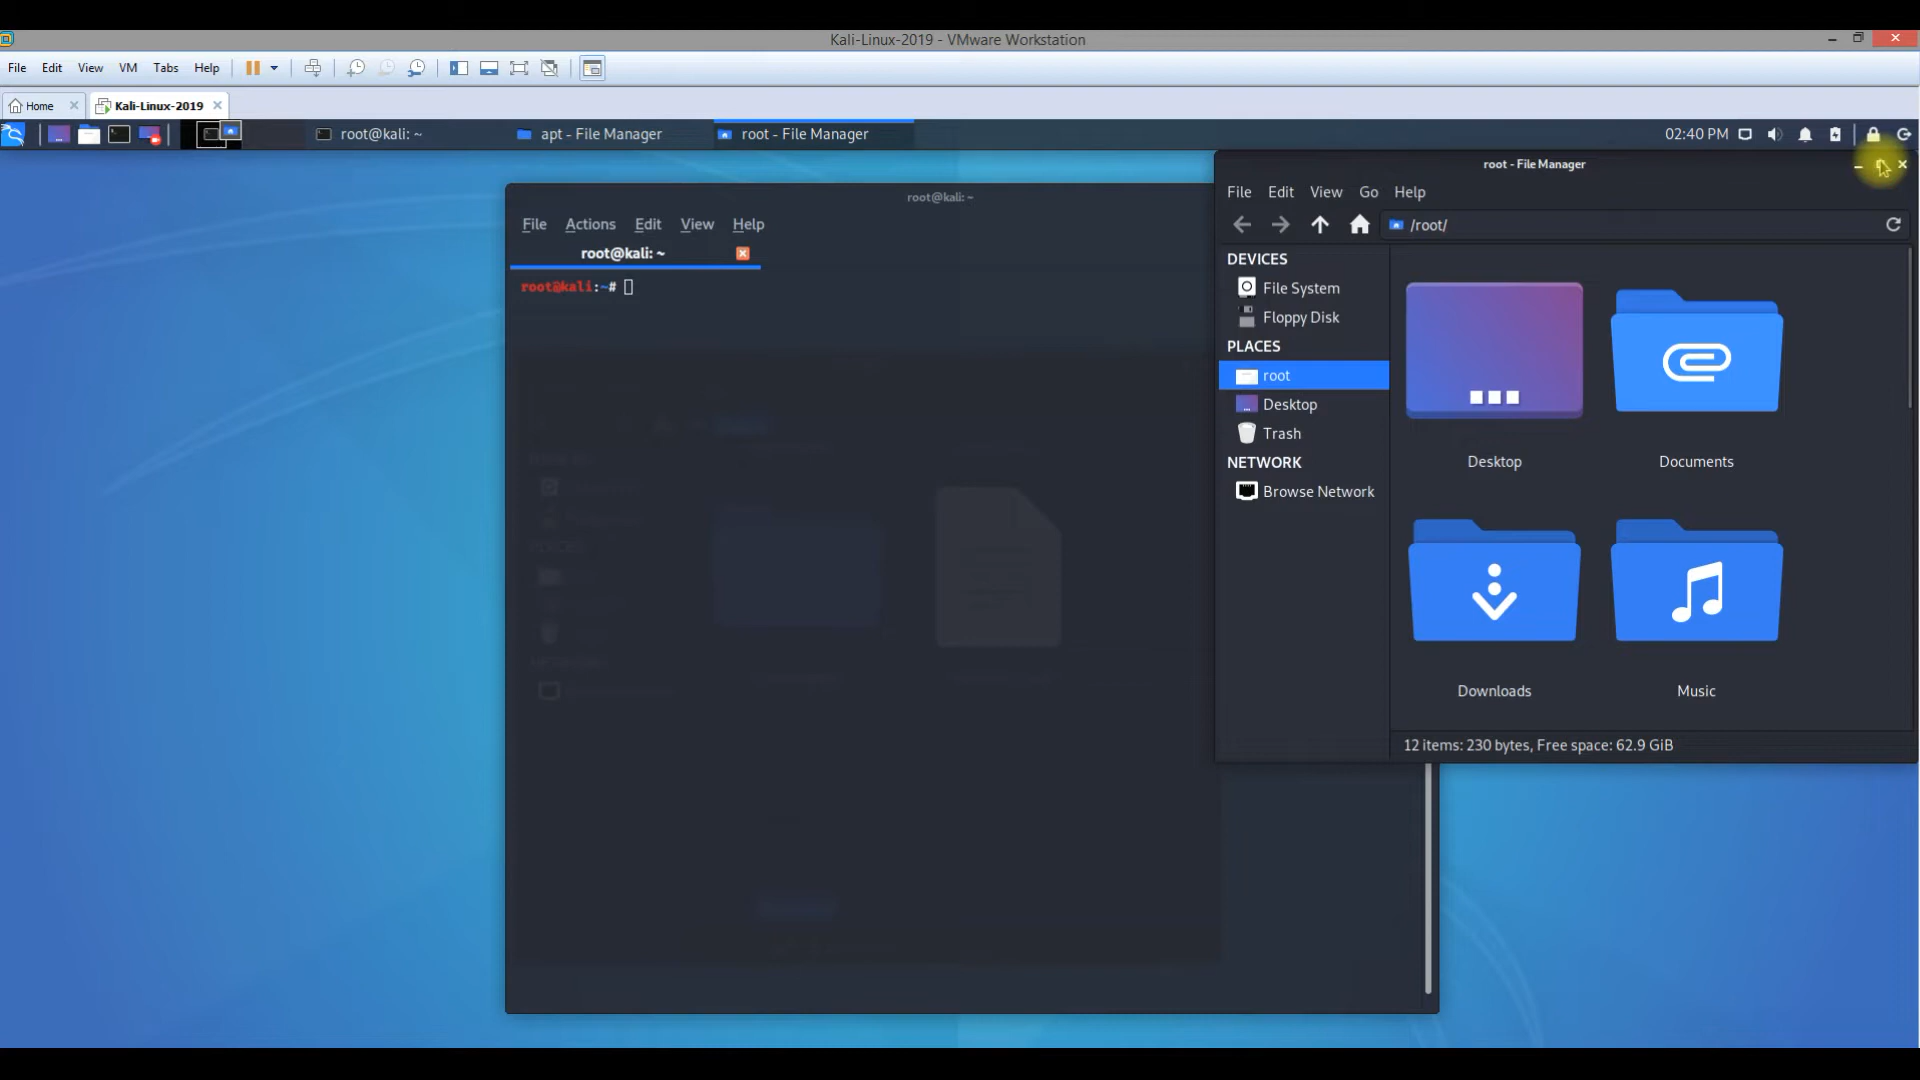 Kali-Linux-2019 - VMware Workstation
File Edit View VM Tabs Help
Home Kali-Linux-2019
root@kali: ~ apt - File Manager root - File Manager 02:40 PM
root@kali: ~
File Actions Edit View Help
root@kali: ~
root@kali:~#
root - File Manager
File Edit View Go Help
/root/
DEVICES
File System
Floppy Disk
PLACES
root
Desktop
Trash
NETWORK
Browse Network
Desktop Documents
Downloads Music
12 items: 230 bytes, Free space: 62.9 GiB